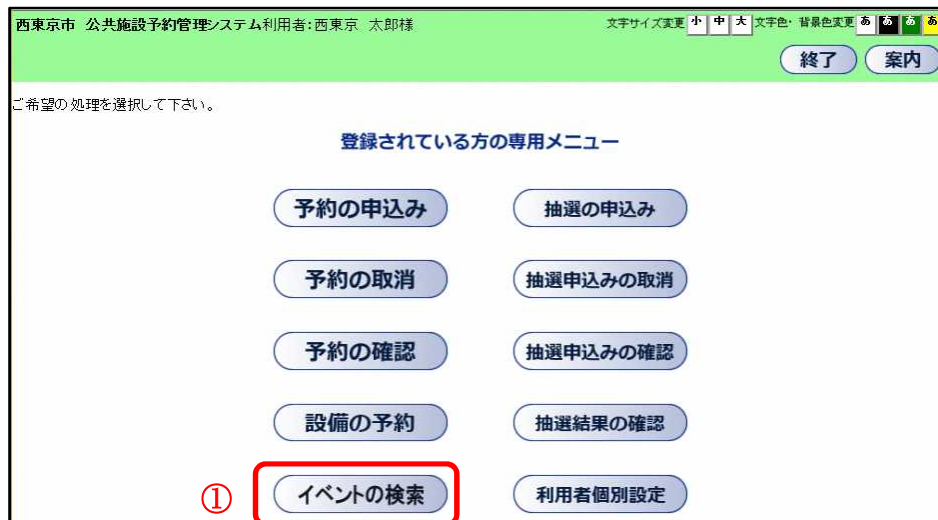 西東京市 公共施設予約管理システム利用者:西東京 太郎様 文字サイズ変更 小 中 大 文字色・背景色変更 あ あ あ あ
終了 案内
ご希望の処理を選択して下さい。
登録されている方の専用メニュー
予約の申込み 抽選の申込み
予約の取消 抽選申込みの取消
予約の確認 抽選申込みの確認
設備の予約 抽選結果の確認
① イベントの検索 利用者個別設定